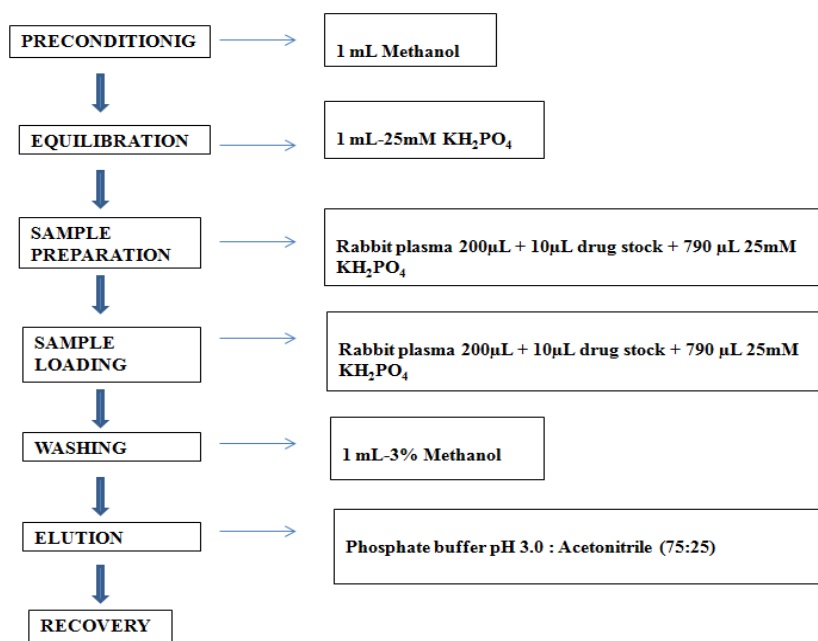 PRECONDITIONIG
1 mL Methanol
EQUILIBRATION
1 mL-25mM KH₂PO₄
SAMPLE
PREPARATION
Rabbit plasma 200µL + 10µL drug stock + 790 µL 25mM
KH₂PO₄
SAMPLE
LOADING
Rabbit plasma 200µL + 10µL drug stock + 790 µL 25mM
KH₂PO₄
WASHING
1 mL-3% Methanol
ELUTION
Phosphate buffer pH 3.0 : Acetonitrile (75:25)
RECOVERY